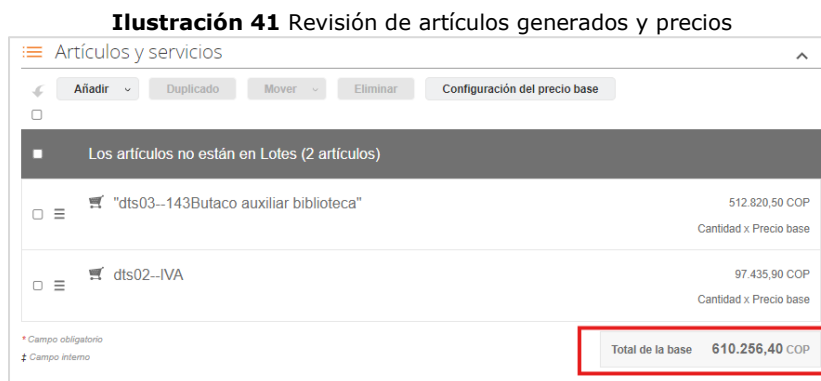 Ilustración 41 Revisión de artículos generados y precios
Artículos y servicios
Añadir Duplicado Mover Eliminar Configuración del precio base
Los artículos no están en Lotes (2 artículos)
"dts03--143Butaco auxiliar biblioteca" 512.820,50 COP
Cantidad x Precio base
dts02--IVA 97.435,90 COP
Cantidad x Precio base
* Campo obligatorio
‡ Campo interno
Total de la base 610.256,40 COP